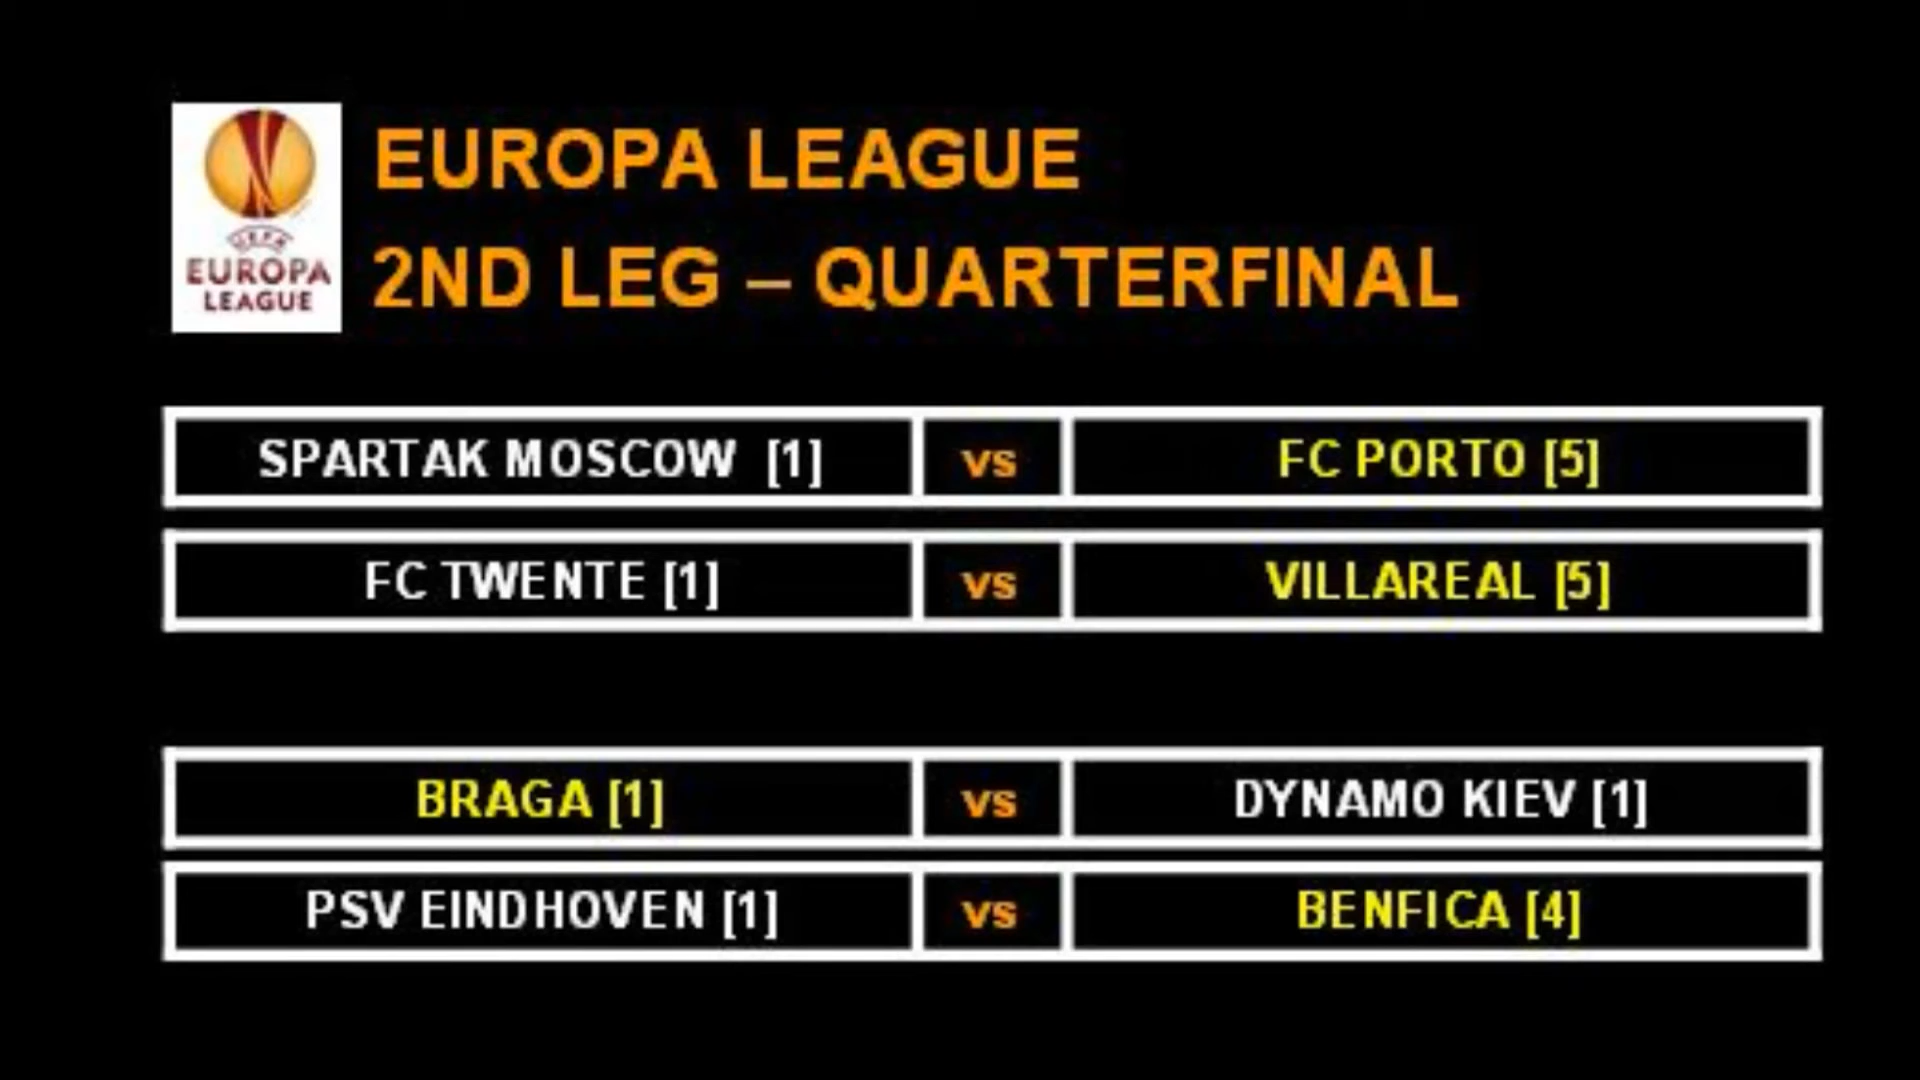 EUROPA LEAGUE
2ND LEG – QUARTERFINAL
UEFA
EUROPA
LEAGUE
SPARTAK MOSCOW [1] vs FC PORTO [5]
FC TWENTE [1] vs VILLAREAL [5]
BRAGA [1] vs DYNAMO KIEV [1]
PSV EINDHOVEN [1] vs BENFICA [4]